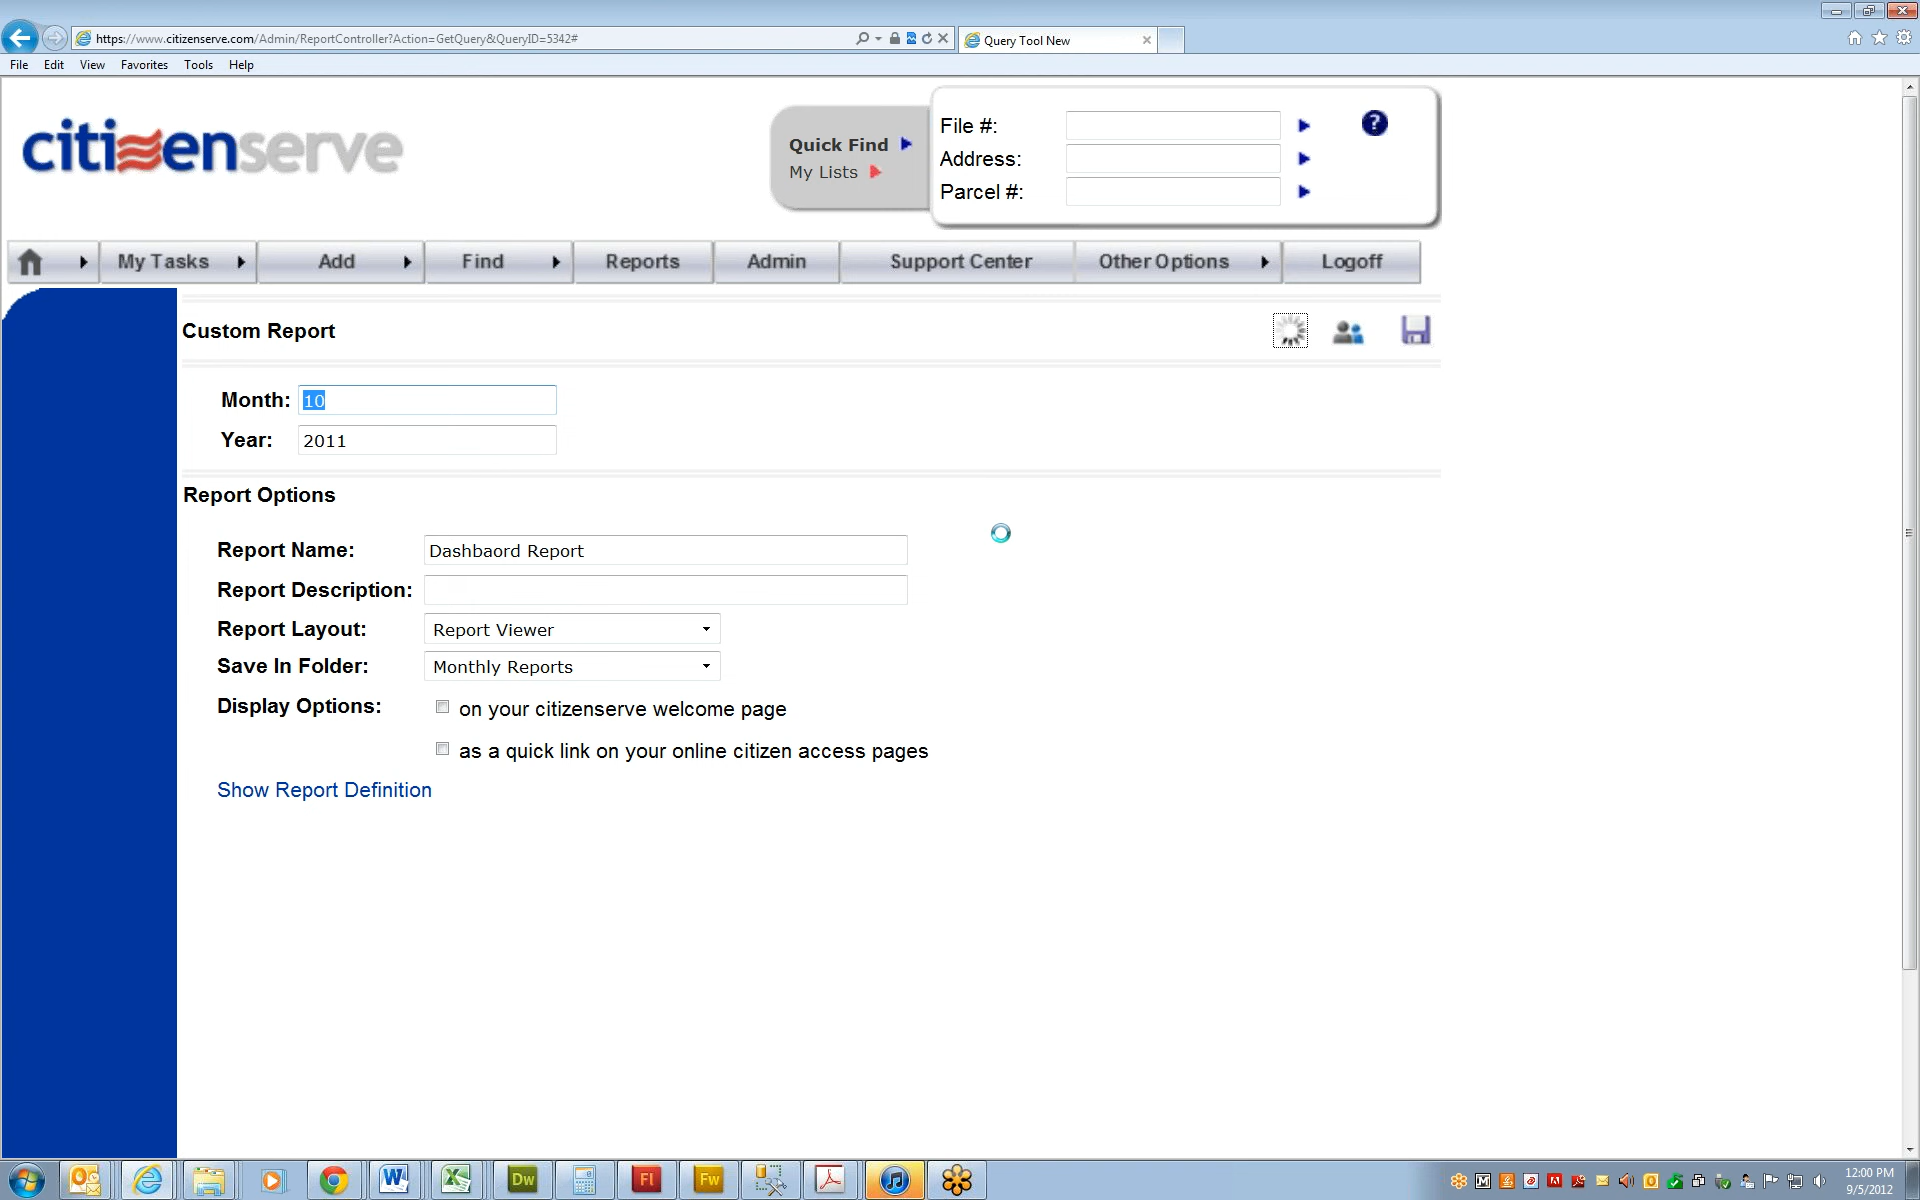 https://www.citizenserve.com/Admin/ReportController?Action=GetQuery&QueryID=5342#
Query Tool New
File Edit View Favorites Tools Help
citizenserve
Quick Find
My Lists
File #:
Address:
Parcel #:
?
My Tasks Add Find Reports Admin Support Center Other Options Logoff
Custom Report
Month: 10
Year: 2011
Report Options
Report Name: Dashbaord Report
Report Description:
Report Layout: Report Viewer
Save In Folder: Monthly Reports
Display Options: on your citizenserve welcome page
as a quick link on your online citizen access pages
Show Report Definition
Dw Fl Fw
12:00 PM
9/5/2012